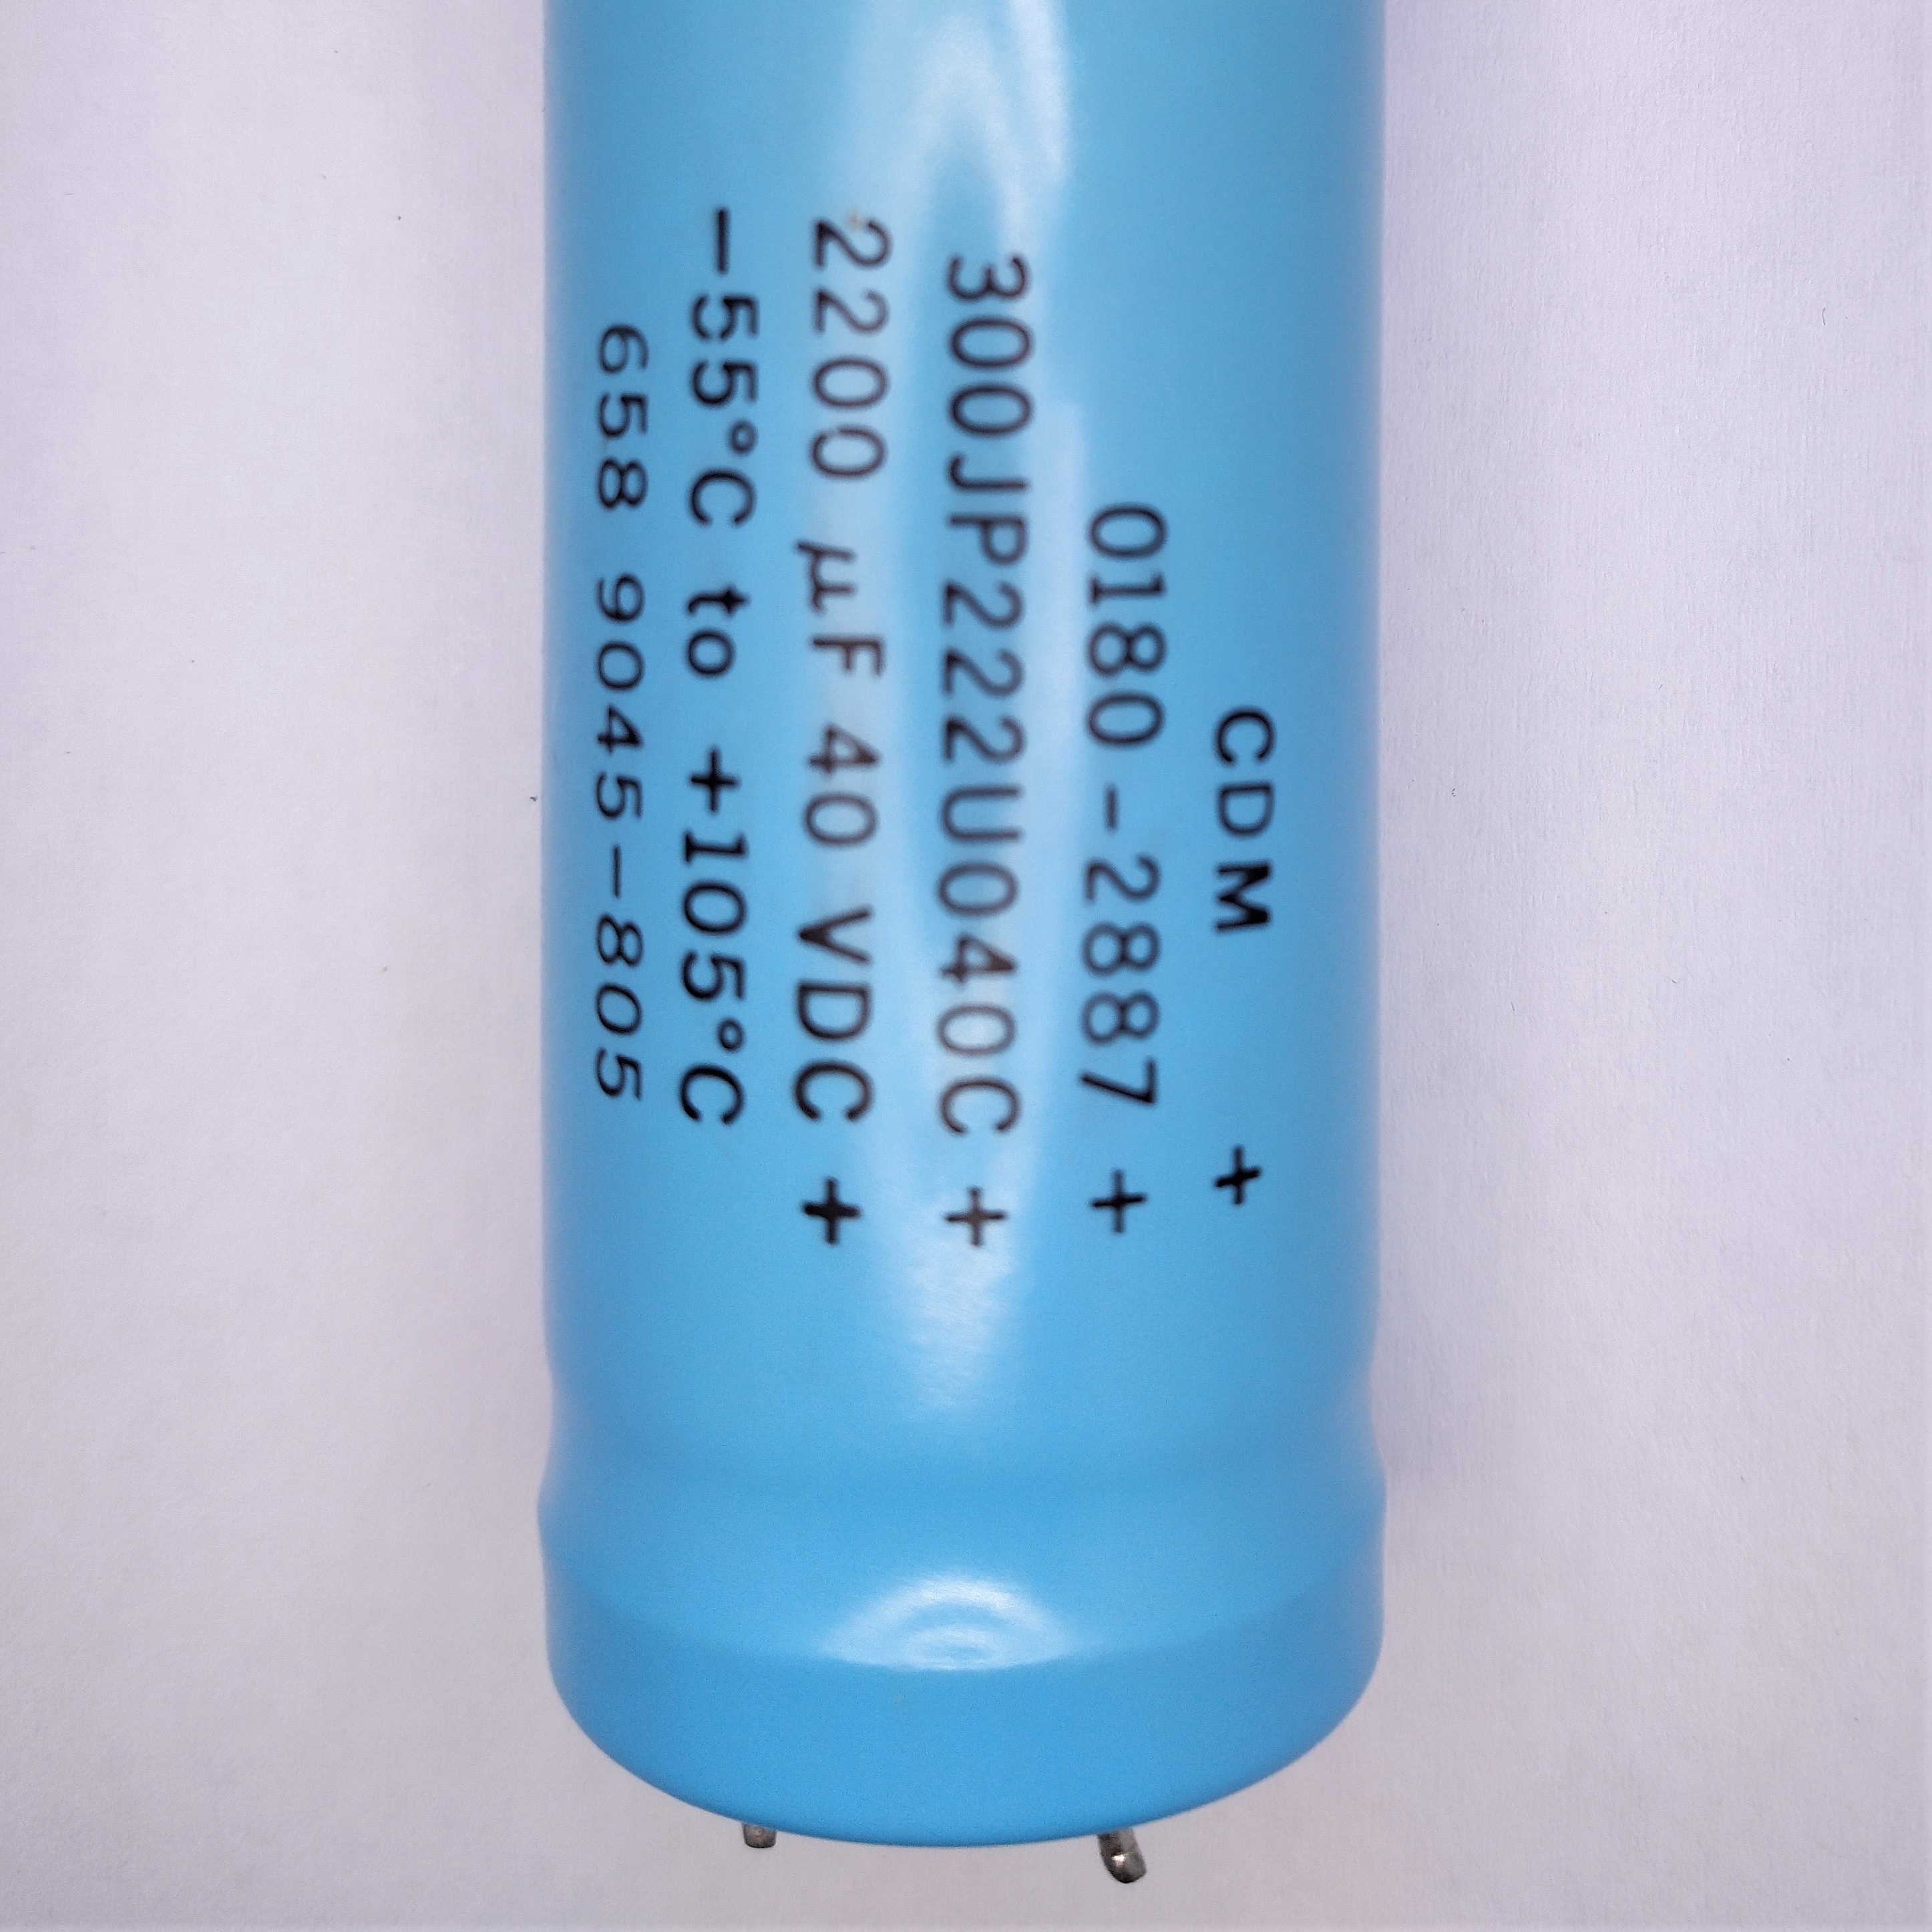 CDM +
0180-2887 +
300JP222U040C +
2200 µF 40 VDC +
-55°C to +105°C
658 9045-805